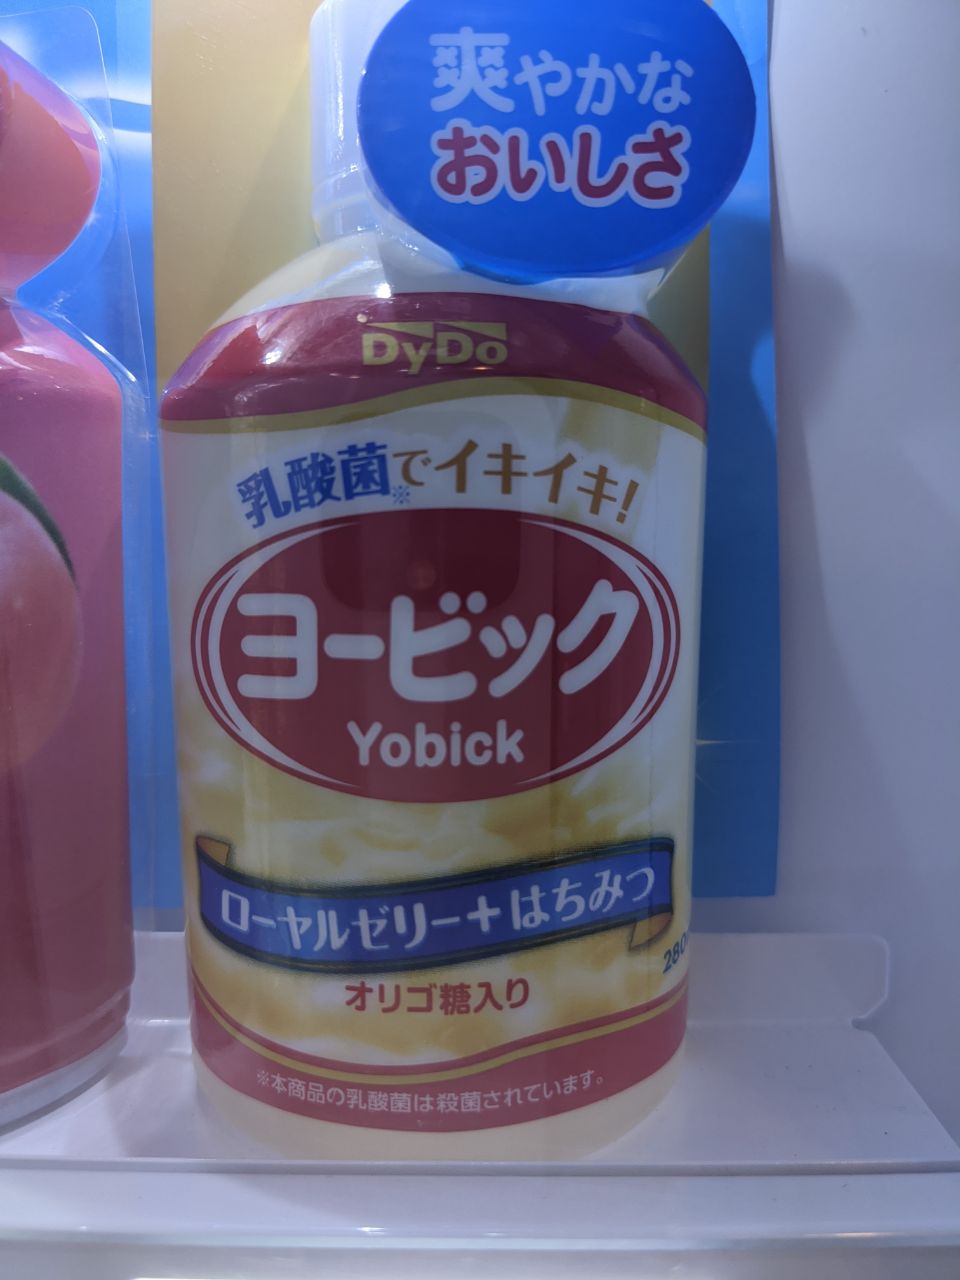 爽やかな
おいしさ
DyDo
乳酸菌※でイキイキ!
ヨービック
Yobick
ローヤルゼリー+はちみつ
280
オリゴ糖入り
※本商品の乳酸菌は殺菌されています。